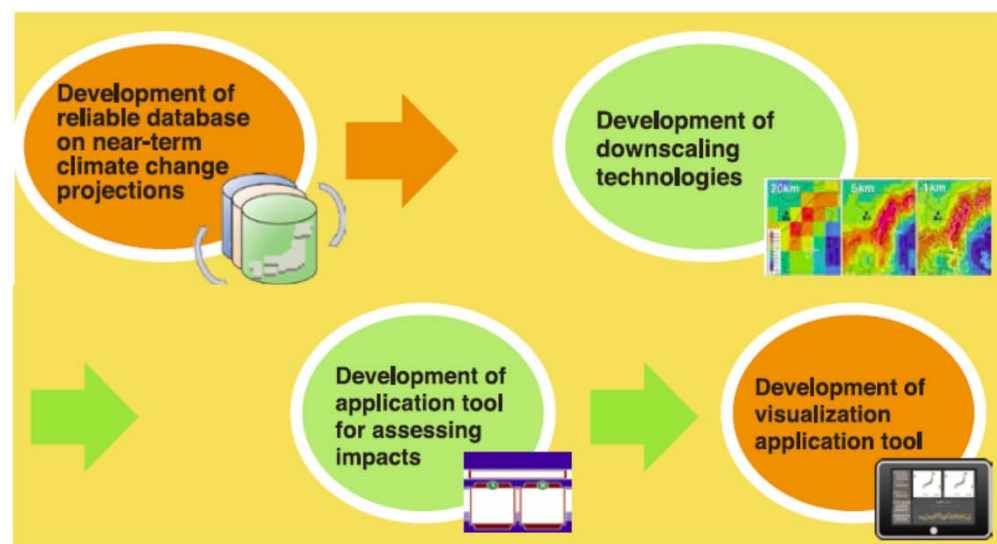 Development of
reliable database
on near-term
climate change
projections
Development of
downscaling
technologies
20km
5km
1km
Development of
application tool
for assessing
impacts
Development of
visualization
application tool